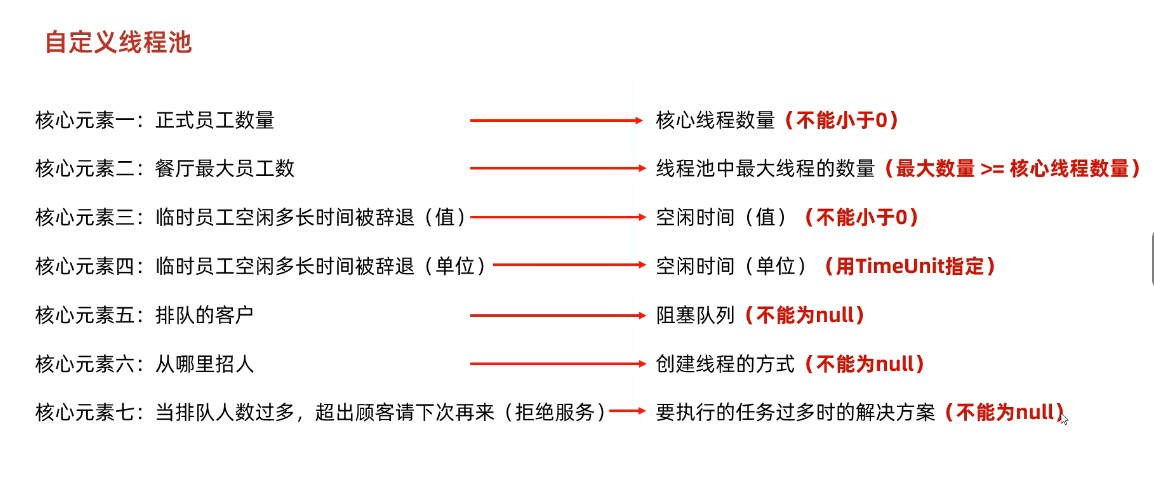 自定义线程池
核心元素一：正式员工数量 核心线程数量（不能小于0）
核心元素二：餐厅最大员工数 线程池中最大线程的数量（最大数量 >= 核心线程数量）
核心元素三：临时员工空闲多长时间被辞退（值） 空闲时间（值）（不能小于0）
核心元素四：临时员工空闲多长时间被辞退（单位） 空闲时间（单位）（用TimeUnit指定）
核心元素五：排队的客户 阻塞队列（不能为null）
核心元素六：从哪里招人 创建线程的方式（不能为null）
核心元素七：当排队人数过多，超出顾客请下次再来（拒绝服务） 要执行的任务过多时的解决方案（不能为null）